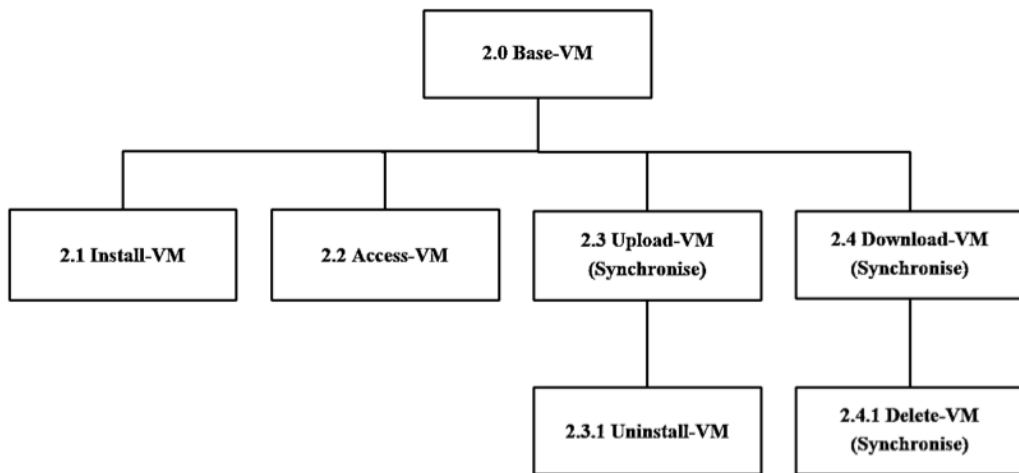 2.0 Base-VM
2.1 Install-VM
2.2 Access-VM
2.3 Upload-VM
(Synchronise)
2.4 Download-VM
(Synchronise)
2.3.1 Uninstall-VM
2.4.1 Delete-VM
(Synchronise)